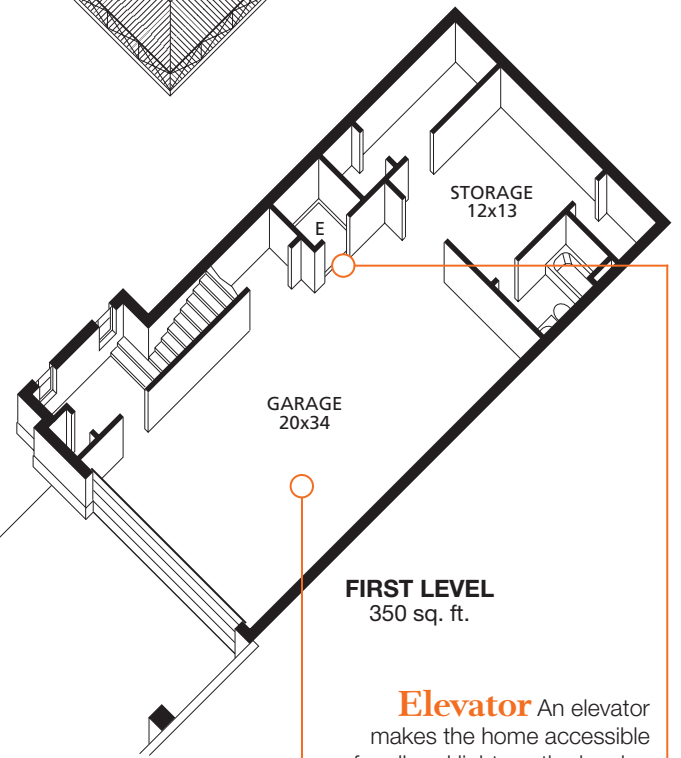 STORAGE
12x13
E
GARAGE
20x34
FIRST LEVEL
350 sq. ft.
Elevator An elevator
makes the home accessible